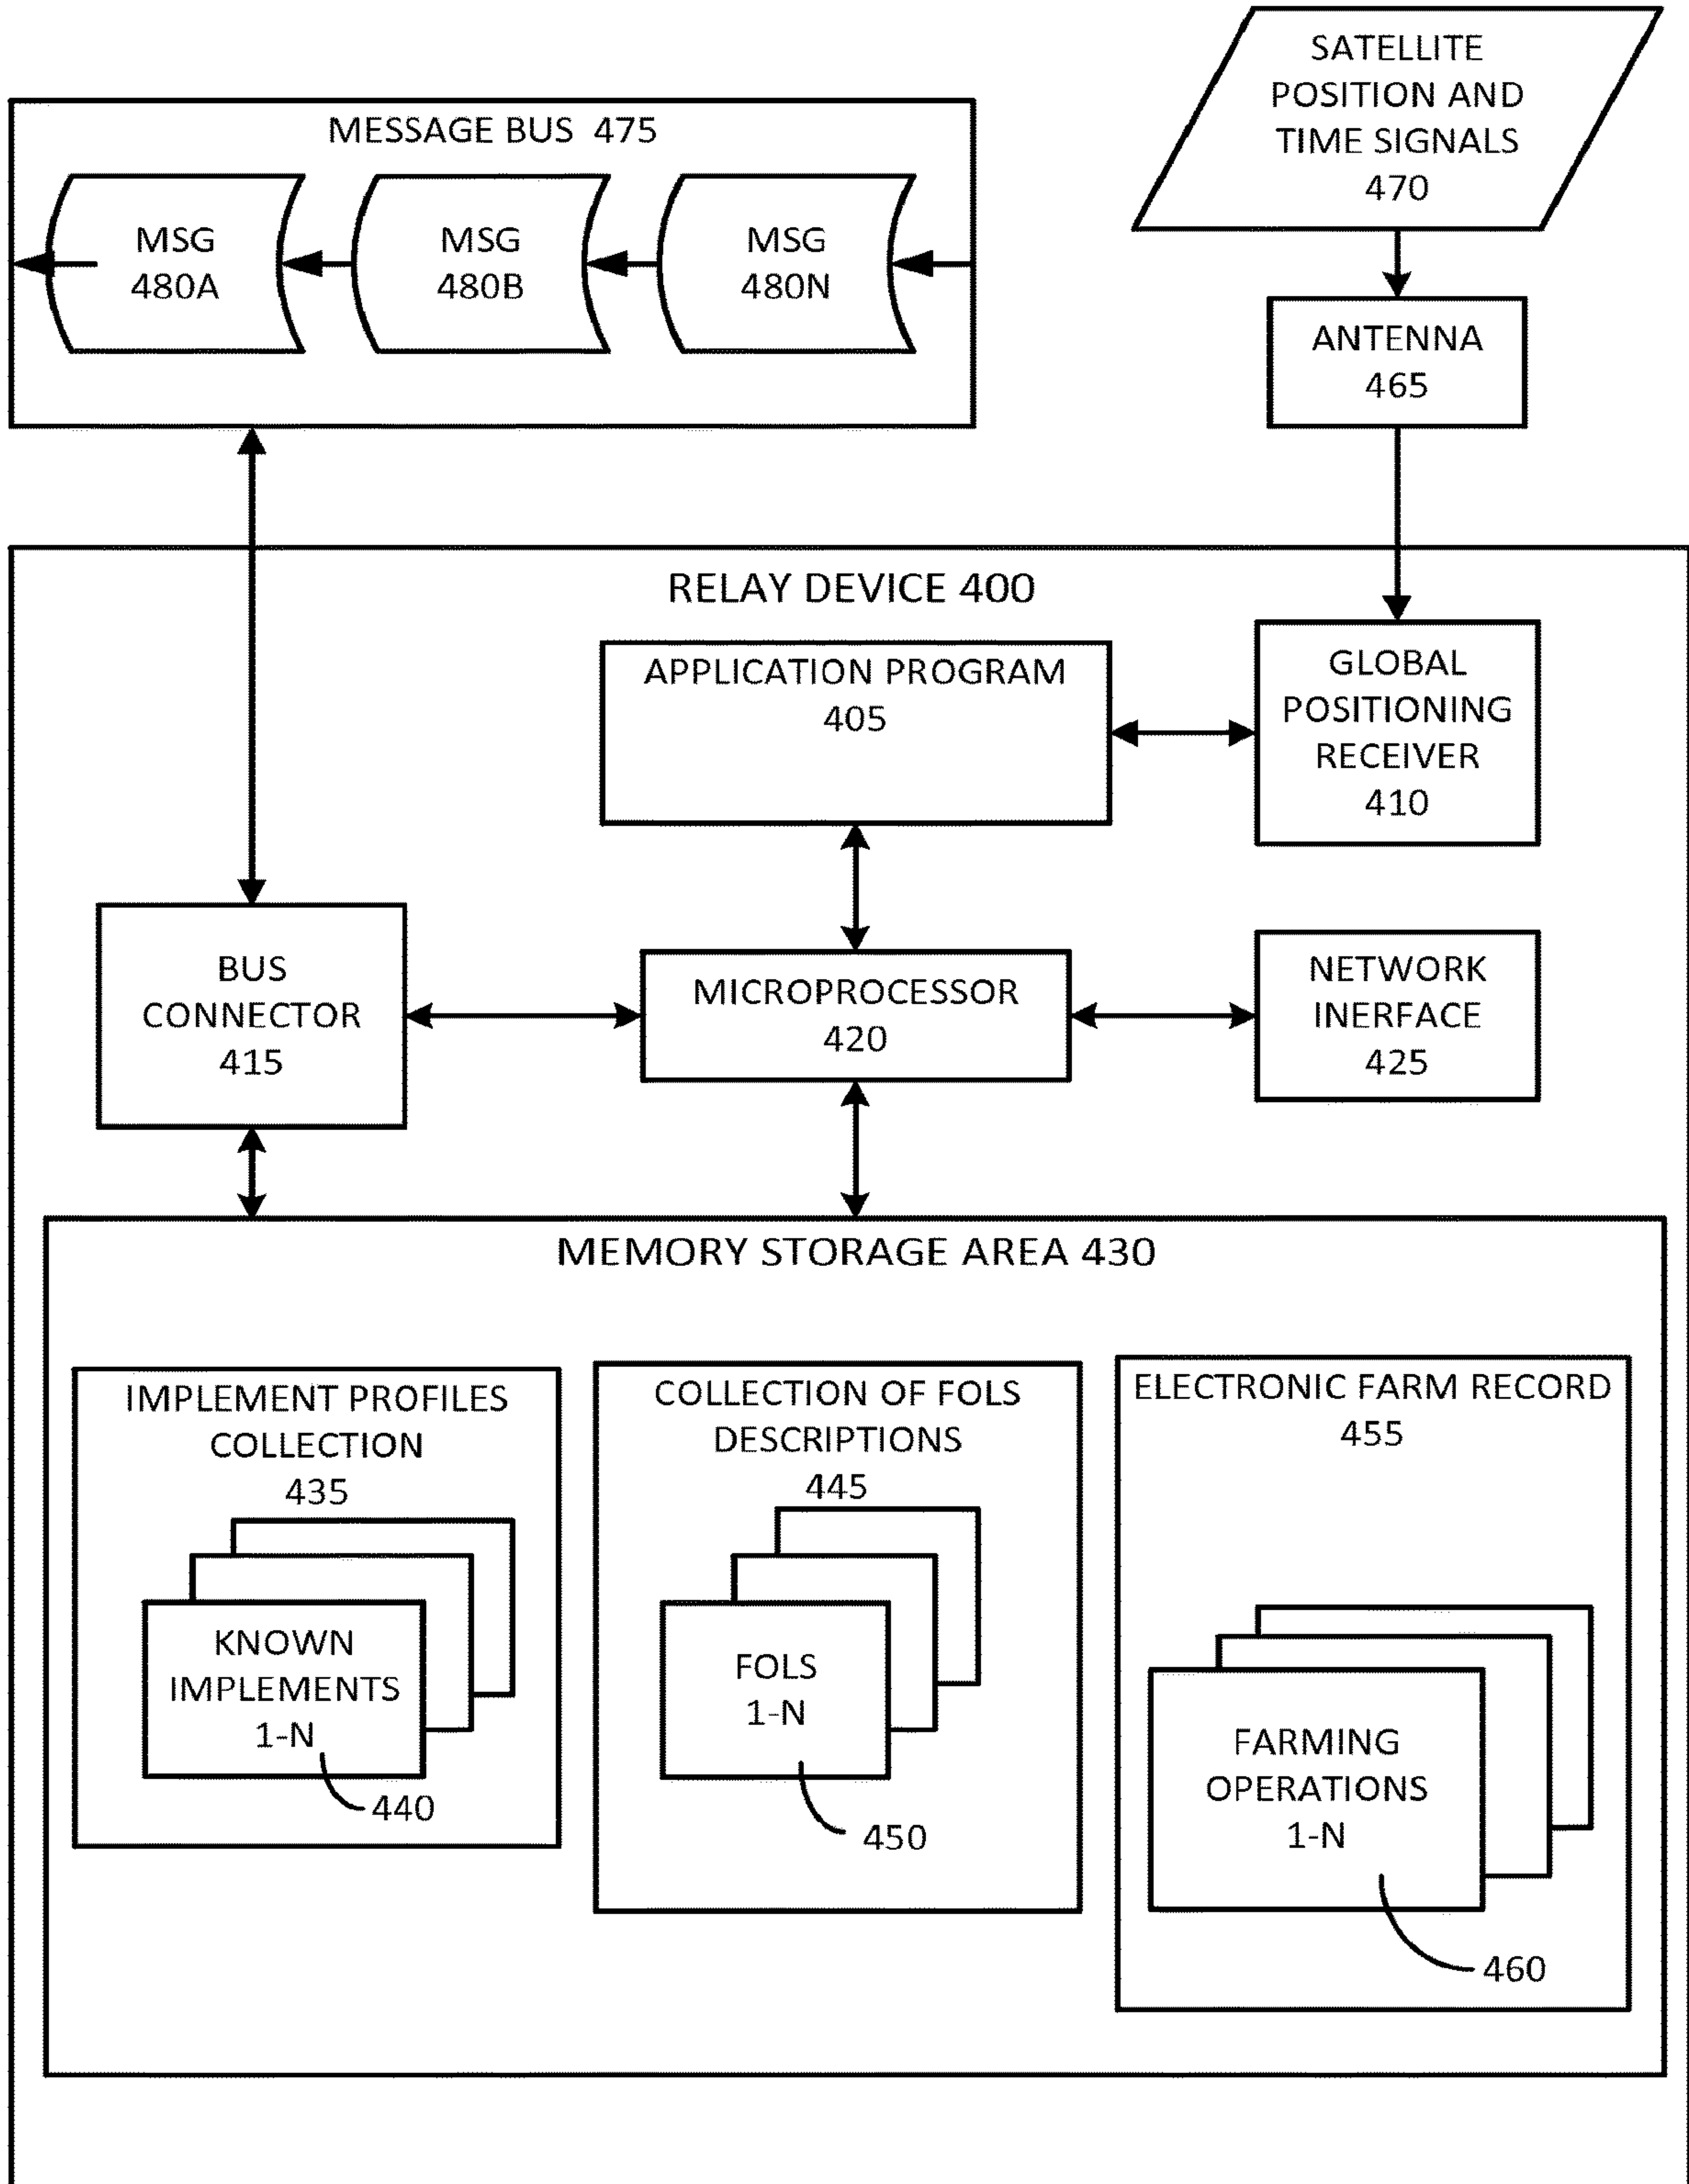 SATELLITE
POSITION AND
TIME SIGNALS
470
MESSAGE BUS 475
MSG
480A
MSG
480B
MSG
480N
ANTENNA
465
RELAY DEVICE 400
APPLICATION PROGRAM
405
GLOBAL
POSITIONING
RECEIVER
410
BUS
CONNECTOR
415
MICROPROCESSOR
420
NETWORK
INERFACE
425
MEMORY STORAGE AREA 430
IMPLEMENT PROFILES
COLLECTION
435
KNOWN
IMPLEMENTS
1-N
440
COLLECTION OF FOLS
DESCRIPTIONS
445
FOLS
1-N
450
ELECTRONIC FARM RECORD
455
FARMING
OPERATIONS
1-N
460